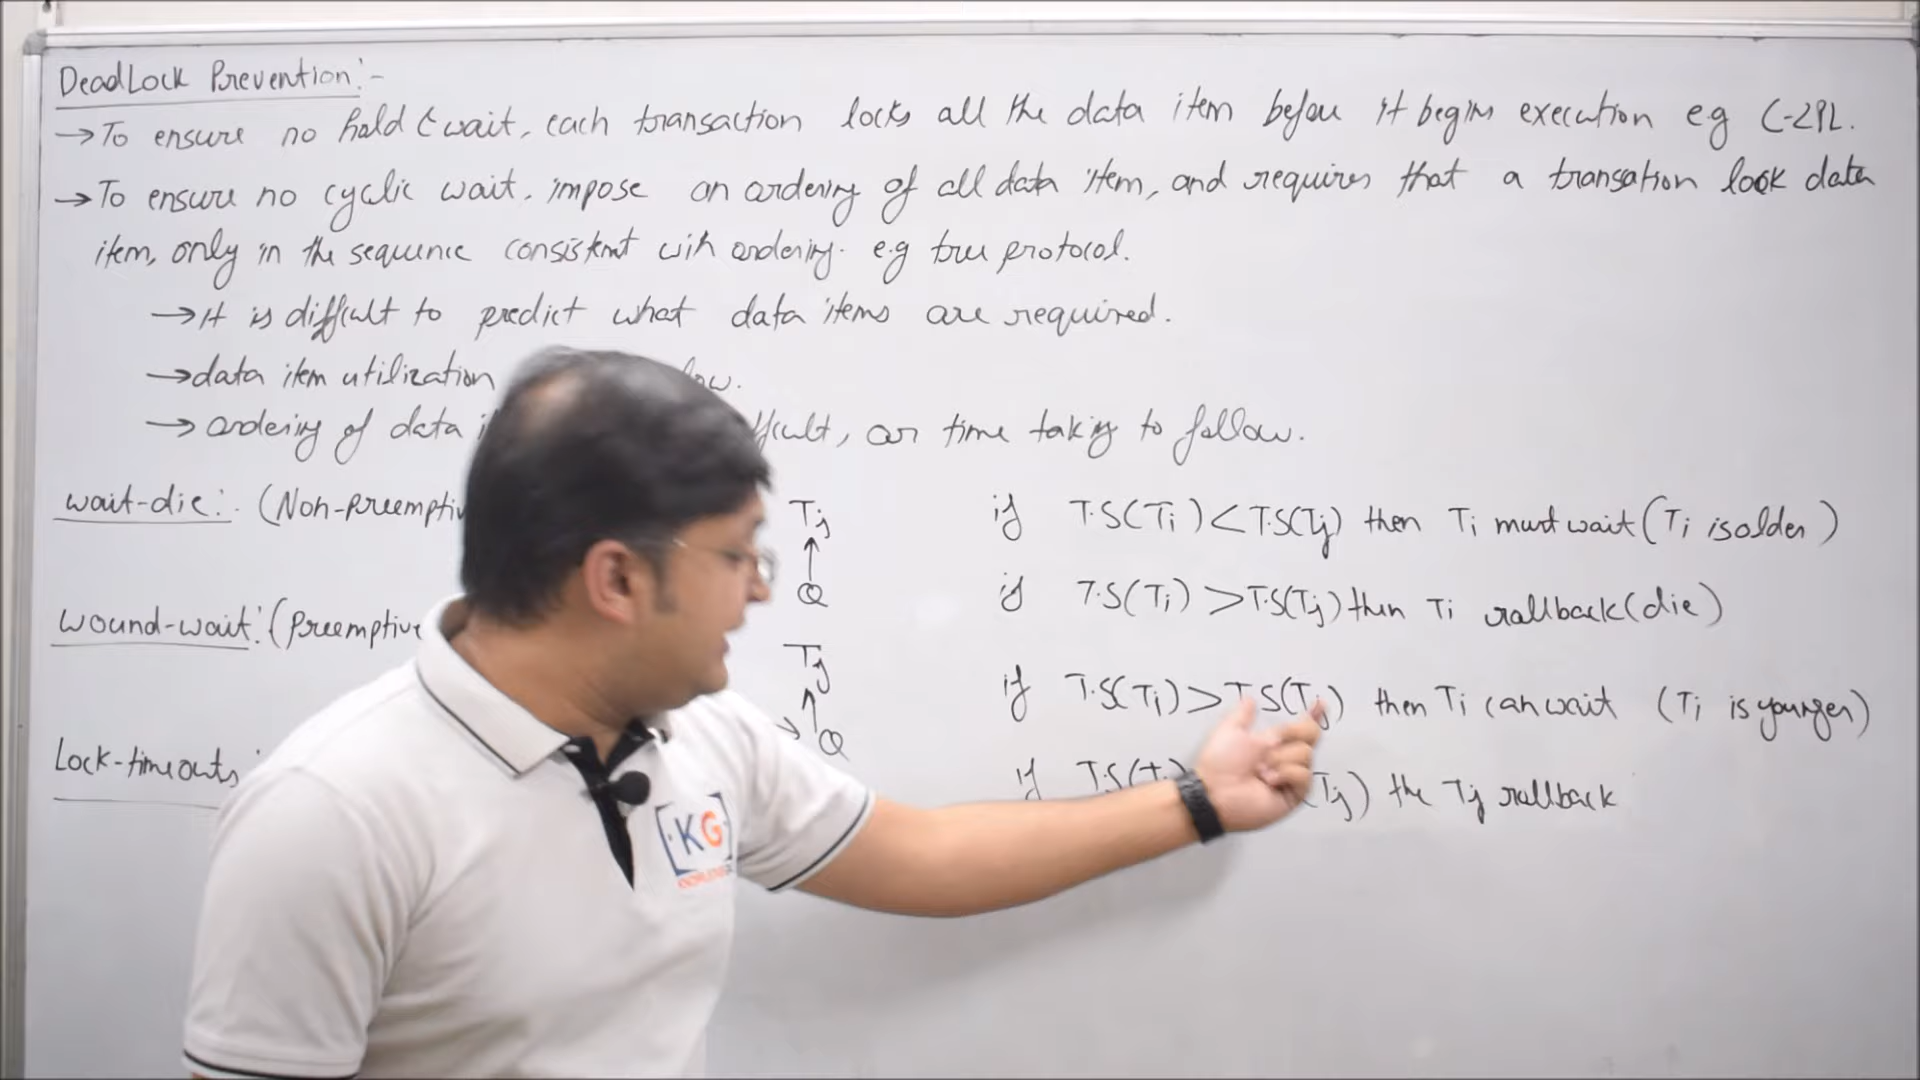 DeadLock Prevention:-
→ To ensure no hold & wait, each transaction locks all the data item before it begins execution e.g C-2PL.
→ To ensure no cyclic wait, impose an ordering of all data item, and requires that a transation lock data
item, only in the sequence consistent with ordering. e.g tree protocol.
→ It is difficult to predict what data items are required.
→ data item utilization
→ ordering of data or time taking to follow.
wait-die:- (Non-preemptiv Tj if T.S(Ti) < T.S(Tj) then Ti must wait (Ti is older)
Q if T.S(Ti) > T.S(Tj) then Ti rollback (die)
wound-wait: (Preemptive Tj if T.S(Ti) > T.S(Tj) then Ti can wait (Ti is younger)
Q
Lock-timeouts if T.S(Ti) (Tj) the Tj rollback
KG